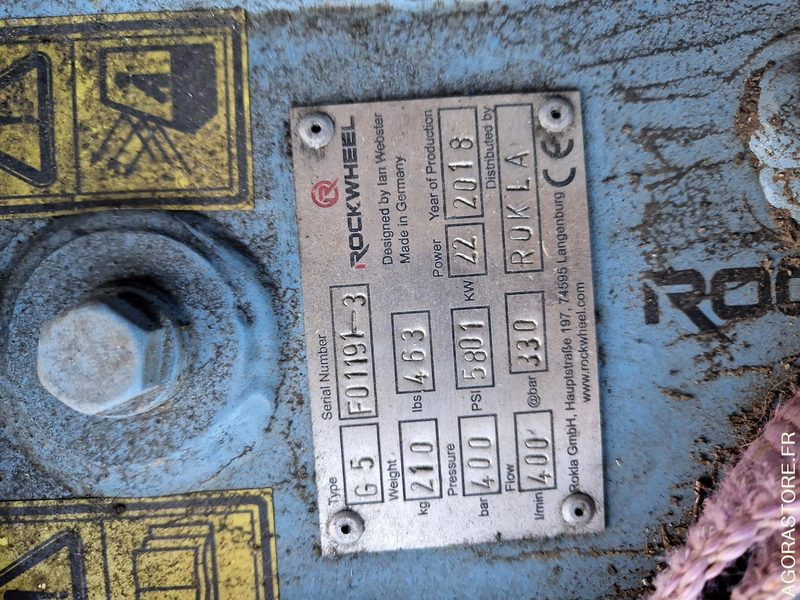 Type Serial Number
G5 F01191-3
ROCKWHEEL
Weight
kg 210 lbs 463
Designed by Ian Webster
Made in Germany
Pressure Power Year of Production
bar 400 PSI 5801 KW 22 2018
Flow Distributed by
l/min 400 @bar 330 ROKLA
Rokla GmbH, Hauptstraße 197, 74595 Langenburg
www.rockwheel.com
CE
ROC
AGORASTORE.FR